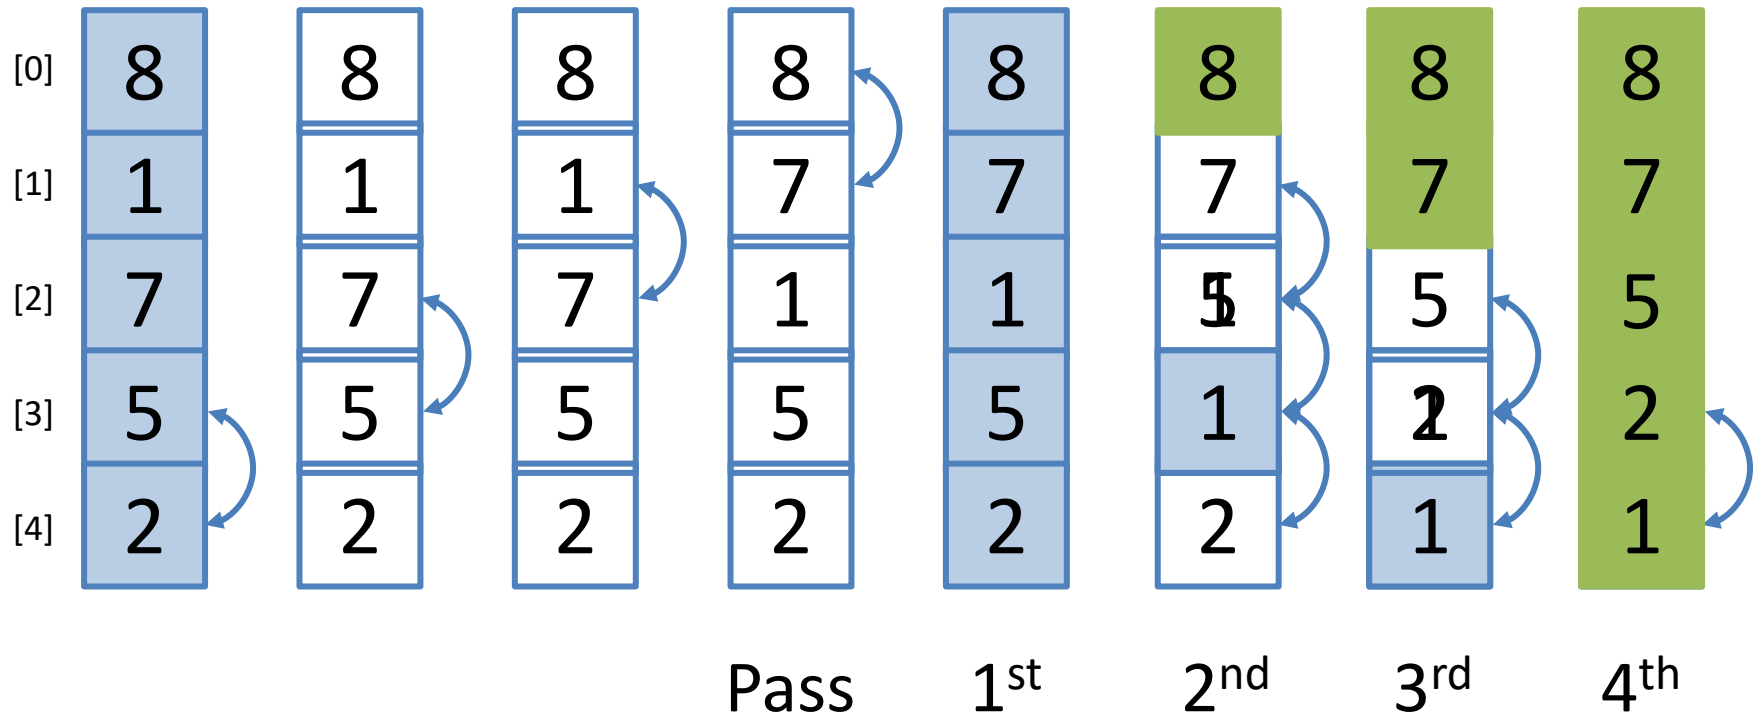 [0] 8 8 8 8 8 8 8 8
[1] 1 1 1 7 7 7 7 7
[2] 7 7 7 1 1 5 5
[3] 5 5 5 5 5 1 2
[4] 2 2 2 2 2 2 1 1
Pass 1st 2nd 3rd 4th